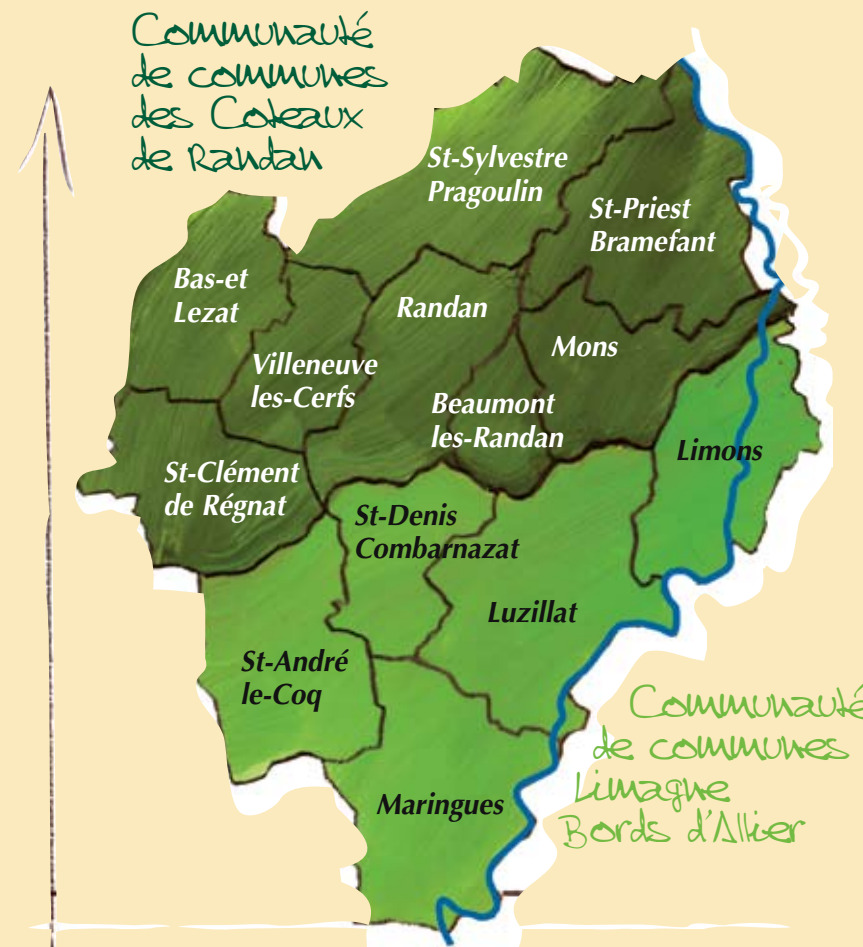 Communauté
de communes
des Coteaux
de Randan
St-Sylvestre
Pragoulin
St-Priest
Bramefant
Bas-et
Lezat
Randan
Mons
Villeneuve
les-Cerfs
Beaumont
les-Randan
Limons
St-Clément
de Régnat
St-Denis
Combarnazat
Luzillat
St-André
le-Coq
Maringues
Communauté
de communes
Limagne
Bords d'Allier